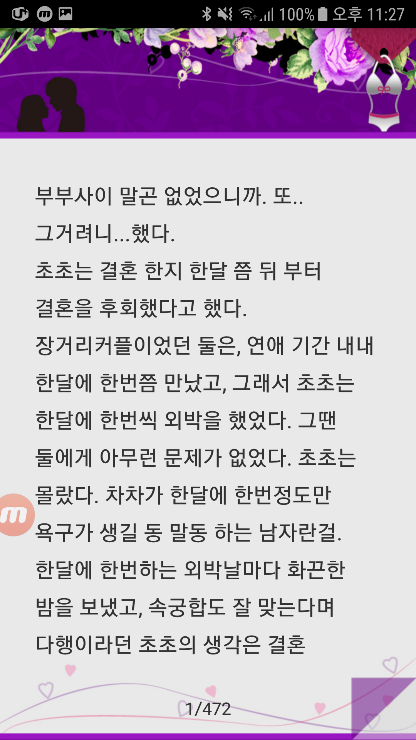 100% 오후 11:27
부부사이 말곤 없었으니까. 또..
그거려니...했다.
초초는 결혼 한지 한달 쯤 뒤 부터
결혼을 후회했다고 했다.
장거리커플이었던 둘은, 연애 기간 내내
한달에 한번쯤 만났고, 그래서 초초는
한달에 한번씩 외박을 했었다. 그땐
둘에게 아무런 문제가 없었다. 초초는
몰랐다. 차차가 한달에 한번정도만
욕구가 생길 동 말동 하는 남자란걸.
한달에 한번하는 외박날마다 화끈한
밤을 보냈고, 속궁합도 잘 맞는다며
다행이라던 초초의 생각은 결혼
1/472